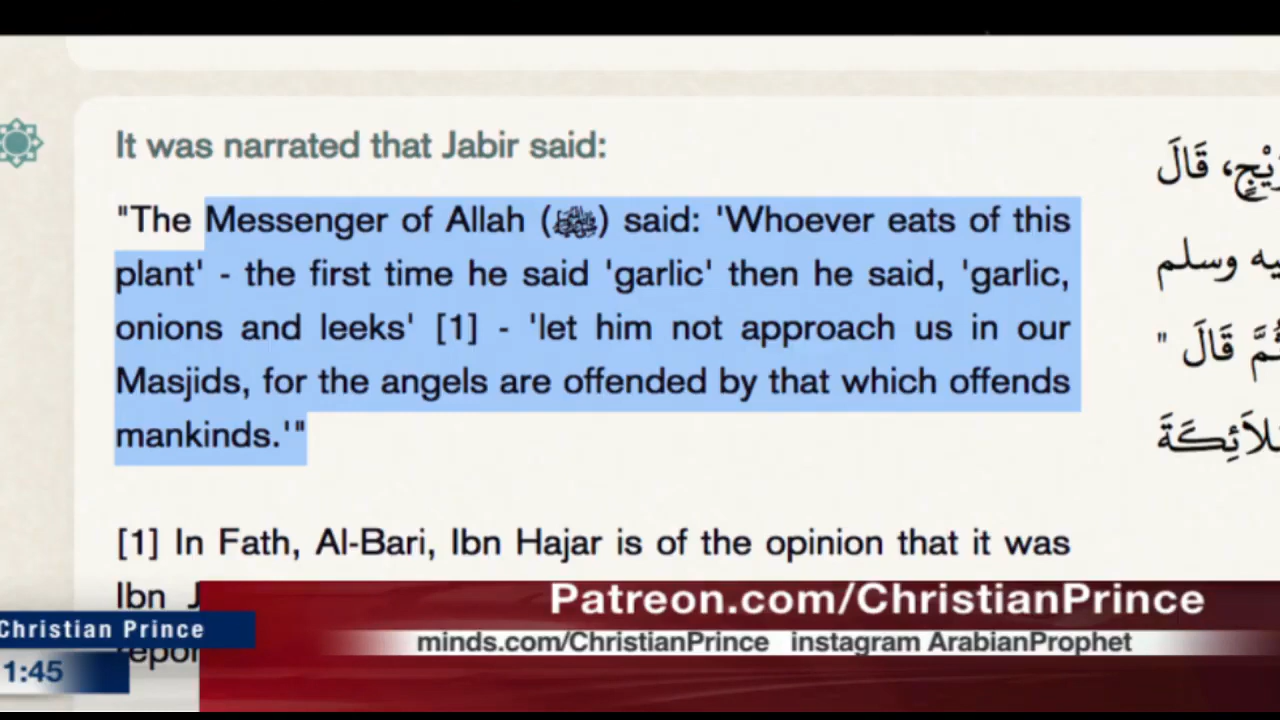 It was narrated that Jabir said:
"The Messenger of Allah (ﷺ) said: 'Whoever eats of this
plant' - the first time he said 'garlic' then he said, 'garlic,
onions and leeks' [1] - 'let him not approach us in our
Masjids, for the angels are offended by that which offends
mankinds.'"
[1] In Fath, Al-Bari, Ibn Hajar is of the opinion that it was
Ibn
قَالَ
يه وسلم
ثُمَّ قَالَ "
Patreon.com/ChristianPrince
minds.com/ChristianPrince instagram ArabianProphet
Christian Prince
1:45